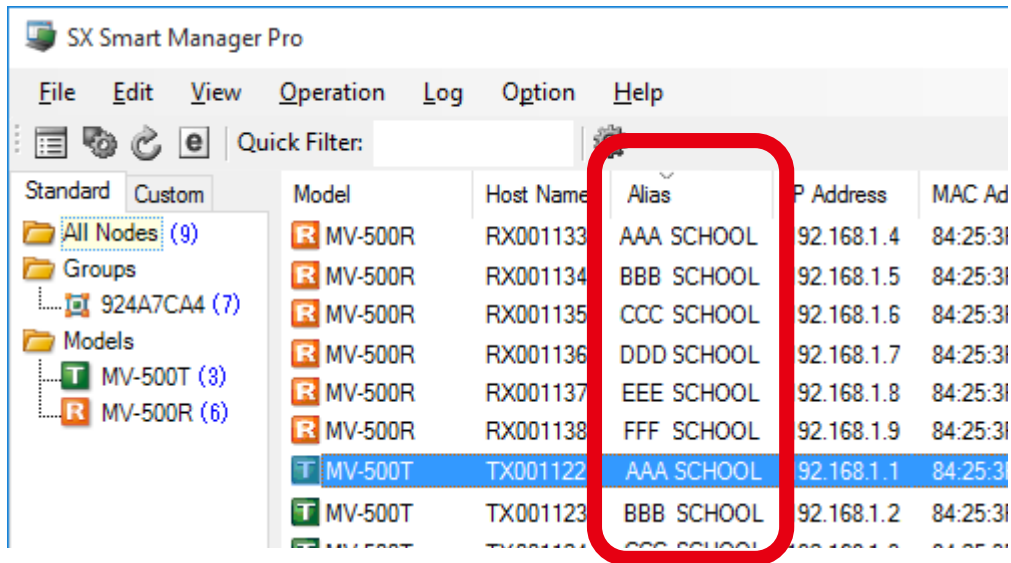 SX Smart Manager Pro
File Edit View Operation Log Option Help
e Quick Filter:
Standard Custom Model Host Name Alias P Address MAC Ad
All Nodes (9) R MV-500R RX001133 AAA SCHOOL 92.168.1.4 84:25:3
Groups R MV-500R RX001134 BBB SCHOOL 92.168.1.5 84:25:3
924A7CA4 (7) R MV-500R RX001135 CCC SCHOOL 92.168.1.6 84:25:3
Models R MV-500R RX001136 DDD SCHOOL 92.168.1.7 84:25:3
T MV-500T (3) R MV-500R RX001137 EEE SCHOOL 92.168.1.8 84:25:3
R MV-500R (6) R MV-500R RX001138 FFF SCHOOL 92.168.1.9 84:25:3
T MV-500T TX001122 AAA SCHOOL 92.168.1.1 84:25:3
T MV-500T TX001123 BBB SCHOOL 92.168.1.2 84:25:3